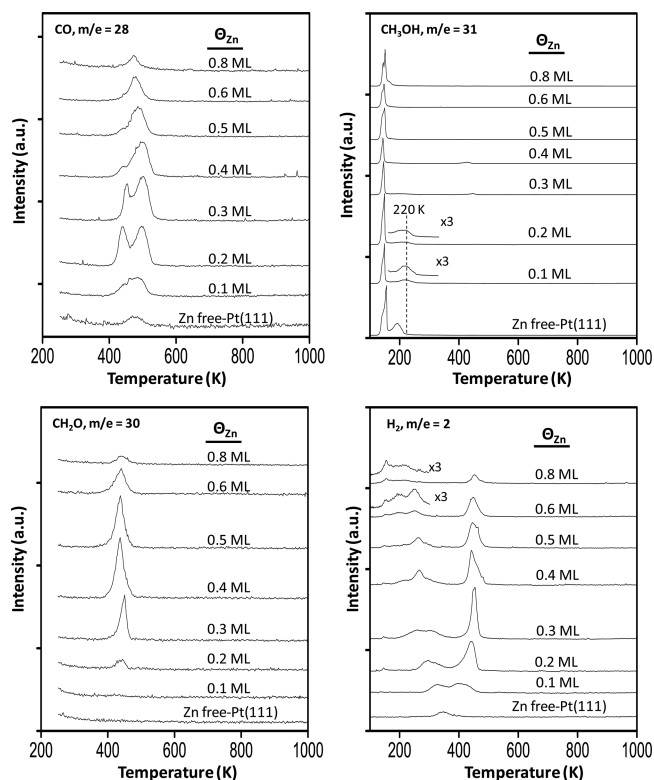 CO, m/e = 28
Θ_Zn
0.8 ML
0.6 ML
0.5 ML
0.4 ML
0.3 ML
0.2 ML
0.1 ML
Zn free-Pt(111)
Intensity (a.u.)
200 400 600 800 1000
Temperature (K)
CH₃OH, m/e = 31
Θ_Zn
0.8 ML
0.6 ML
0.5 ML
0.4 ML
0.3 ML
220 K
x3
0.2 ML
x3
0.1 ML
Zn free-Pt(111)
Intensity (a.u.)
200 400 600 800 1000
Temperature (K)
CH₂O, m/e = 30
Θ_Zn
0.8 ML
0.6 ML
0.5 ML
0.4 ML
0.3 ML
0.2 ML
0.1 ML
Zn free-Pt(111)
Intensity (a.u.)
200 400 600 800 1000
Temperature (K)
H₂, m/e = 2
Θ_Zn
x3
0.8 ML
x3
0.6 ML
0.5 ML
0.4 ML
0.3 ML
0.2 ML
0.1 ML
Zn free-Pt(111)
Intensity (a.u.)
200 400 600 800 1000
Temperature (K)